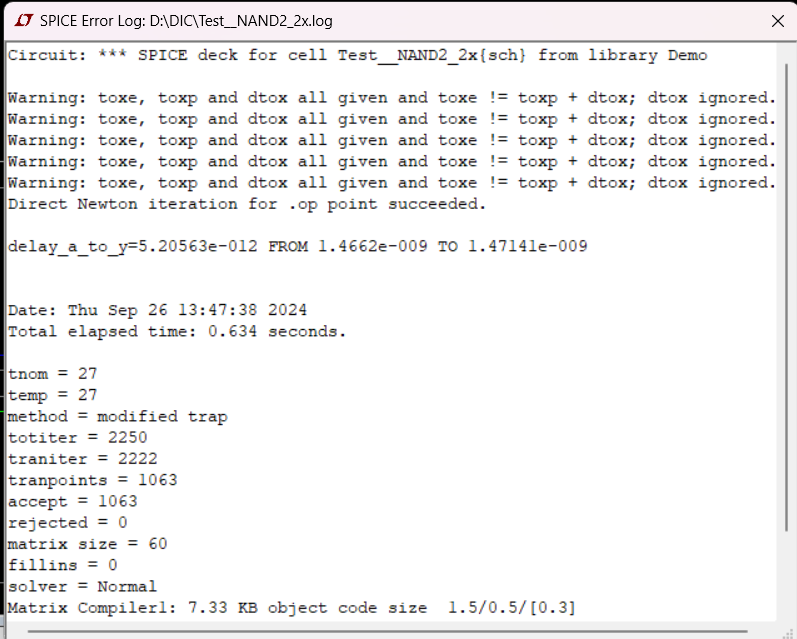 SPICE Error Log: D:\DIC\Test__NAND2_2x.log
Circuit: *** SPICE deck for cell Test__NAND2_2x{sch} from library Demo
Warning: toxe, toxp and dtox all given and toxe != toxp + dtox; dtox ignored.
Warning: toxe, toxp and dtox all given and toxe != toxp + dtox; dtox ignored.
Warning: toxe, toxp and dtox all given and toxe != toxp + dtox; dtox ignored.
Warning: toxe, toxp and dtox all given and toxe != toxp + dtox; dtox ignored.
Warning: toxe, toxp and dtox all given and toxe != toxp + dtox; dtox ignored.
Direct Newton iteration for .op point succeeded.
delay_a_to_y=5.20563e-012 FROM 1.4662e-009 TO 1.47141e-009
Date: Thu Sep 26 13:47:38 2024
Total elapsed time: 0.634 seconds.
tnom = 27
temp = 27
method = modified trap
totiter = 2250
traniter = 2222
tranpoints = 1063
accept = 1063
rejected = 0
matrix size = 60
fillins = 0
solver = Normal
Matrix Compiler1: 7.33 KB object code size  1.5/0.5/[0.3]